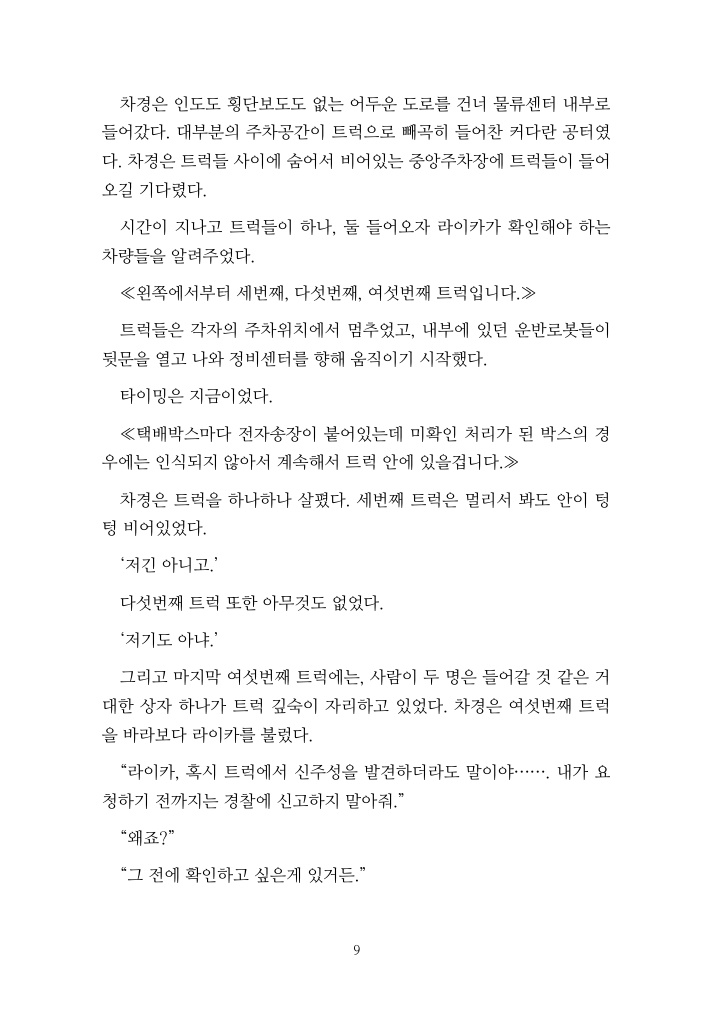 차경은 인도도 횡단보도도 없는 어두운 도로를 건너 물류센터 내부로
들어갔다. 대부분의 주차공간이 트럭으로 빼곡히 들어찬 커다란 공터였
다. 차경은 트럭들 사이에 숨어서 비어있는 중앙주차장에 트럭들이 들어
오길 기다렸다.
시간이 지나고 트럭들이 하나, 둘 들어오자 라이카가 확인해야 하는
차량들을 알려주었다.
≪왼쪽에서부터 세번째, 다섯번째, 여섯번째 트럭입니다.≫
트럭들은 각자의 주차위치에서 멈추었고, 내부에 있던 운반로봇들이
뒷문을 열고 나와 정비센터를 향해 움직이기 시작했다.
타이밍은 지금이었다.
≪택배박스마다 전자송장이 붙어있는데 미확인 처리가 된 박스의 경
우에는 인식되지 않아서 계속해서 트럭 안에 있을겁니다.≫
차경은 트럭을 하나하나 살폈다. 세번째 트럭은 멀리서 봐도 안이 텅
텅 비어있었다.
‘저긴 아니고.’
다섯번째 트럭 또한 아무것도 없었다.
‘저기도 아냐.’
그리고 마지막 여섯번째 트럭에는, 사람이 두 명은 들어갈 것 같은 거
대한 상자 하나가 트럭 깊숙이 자리하고 있었다. 차경은 여섯번째 트럭
을 바라보다 라이카를 불렀다.
“라이카, 혹시 트럭에서 신주성을 발견하더라도 말이야……. 내가 요
청하기 전까지는 경찰에 신고하지 말아줘.”
“왜죠?”
“그 전에 확인하고 싶은게 있거든.”
9